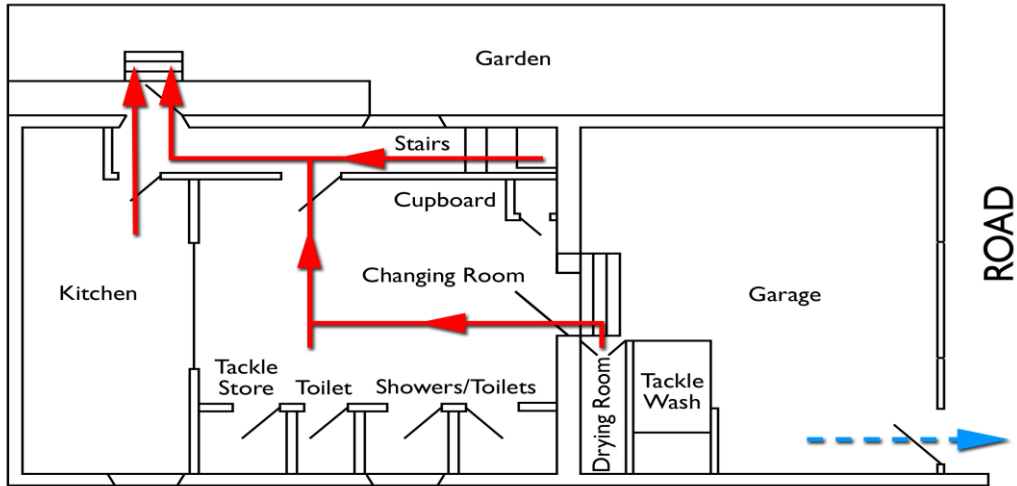 Garden
Stairs
Cupboard
ROAD
Changing Room
Kitchen
Garage
Tackle
Store
Toilet
Showers/Toilets
Drying Room
Tackle
Wash